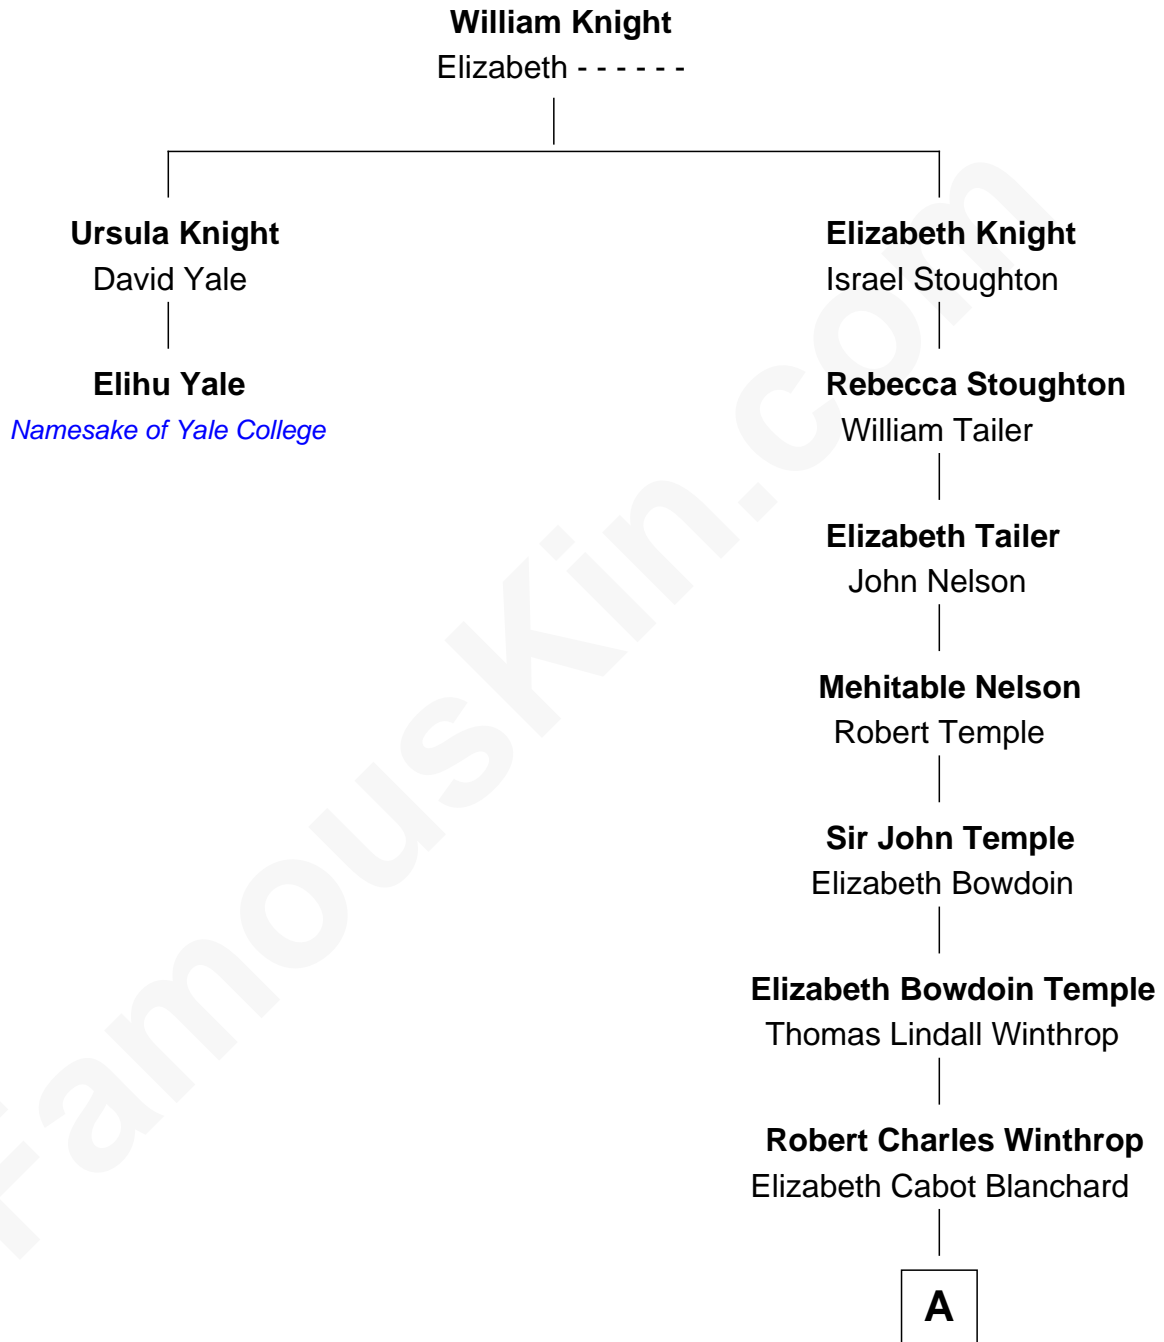 William Knight
Elizabeth - - - - - -
Ursula Knight
David Yale
Elihu Yale
Namesake of Yale College
Elizabeth Knight
Israel Stoughton
Rebecca Stoughton
William Tailer
Elizabeth Tailer
John Nelson
Mehitable Nelson
Robert Temple
Sir John Temple
Elizabeth Bowdoin
Elizabeth Bowdoin Temple
Thomas Lindall Winthrop
Robert Charles Winthrop
Elizabeth Cabot Blanchard
A
FamousKin.com